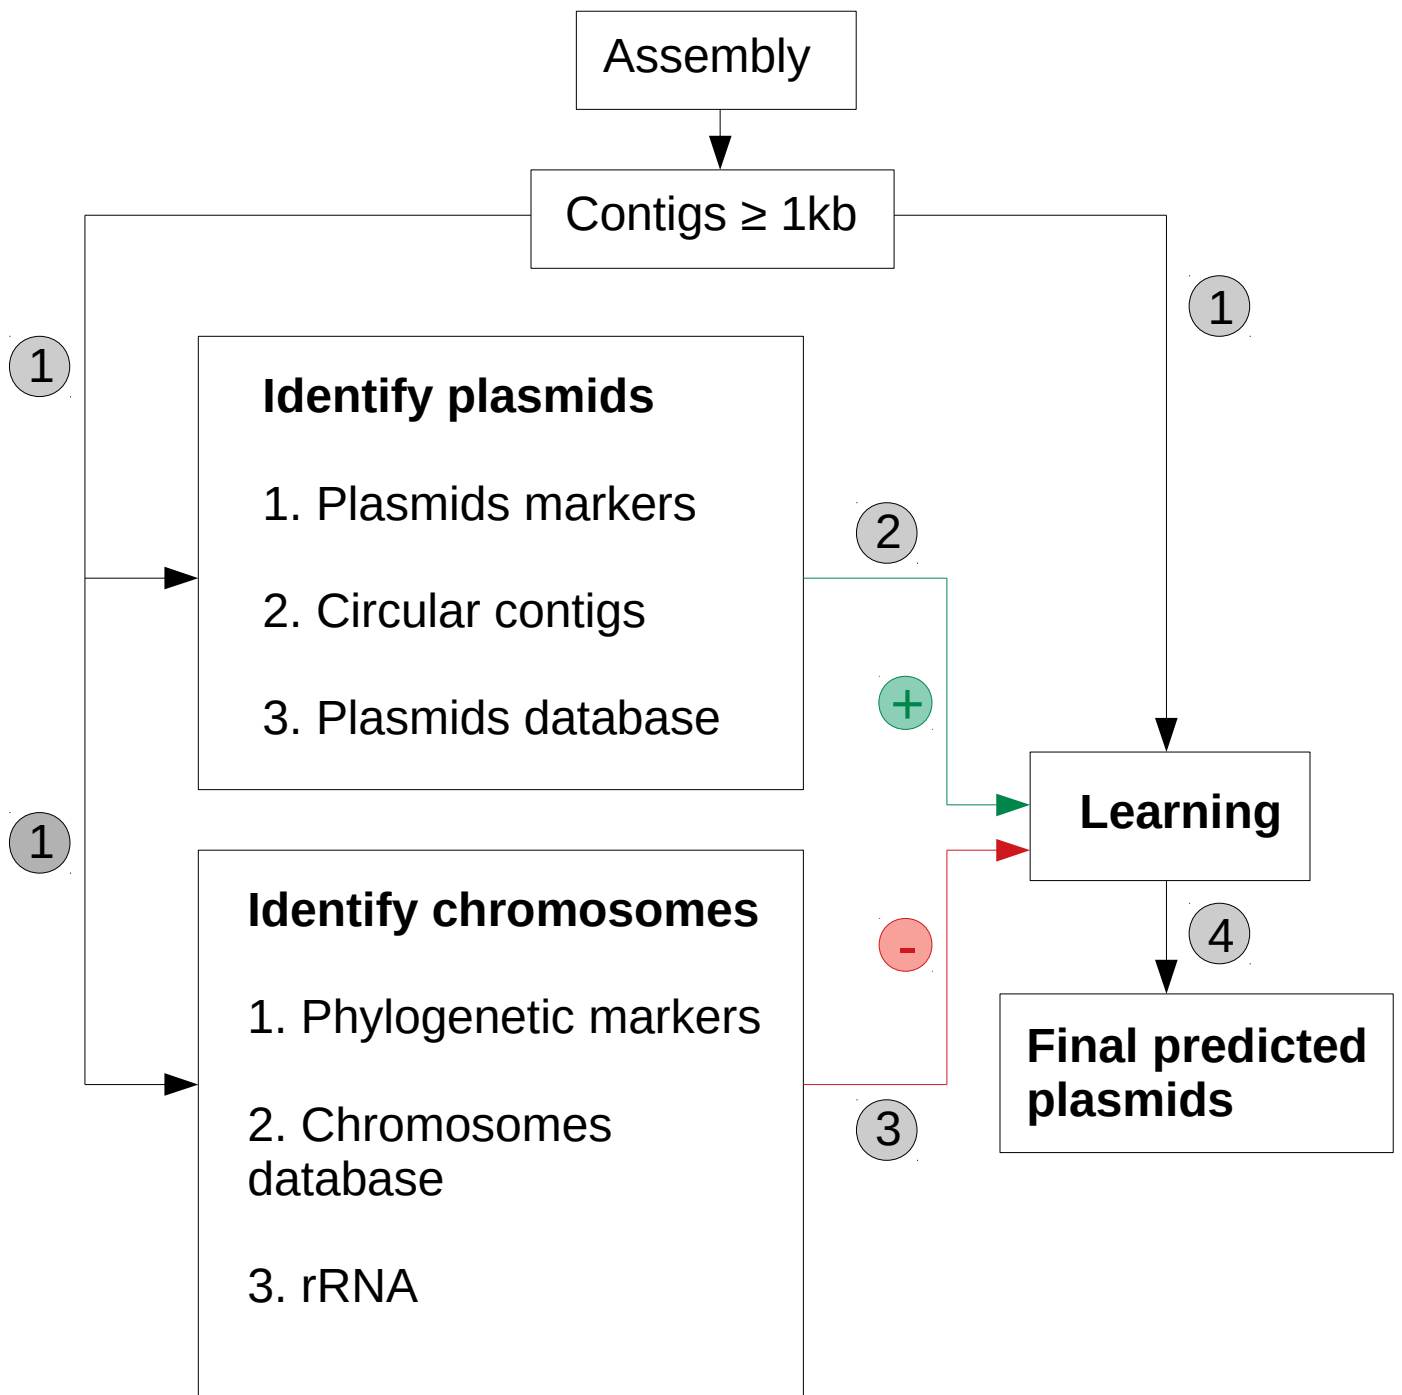 Assembly
Contigs ≥ 1kb
1
1
Identify plasmids
1. Plasmids markers
2
2. Circular contigs
+
3. Plasmids database
Learning
1
Identify chromosomes
-
4
1. Phylogenetic markers
Final predicted
plasmids
2. Chromosomes
database
3
3. rRNA